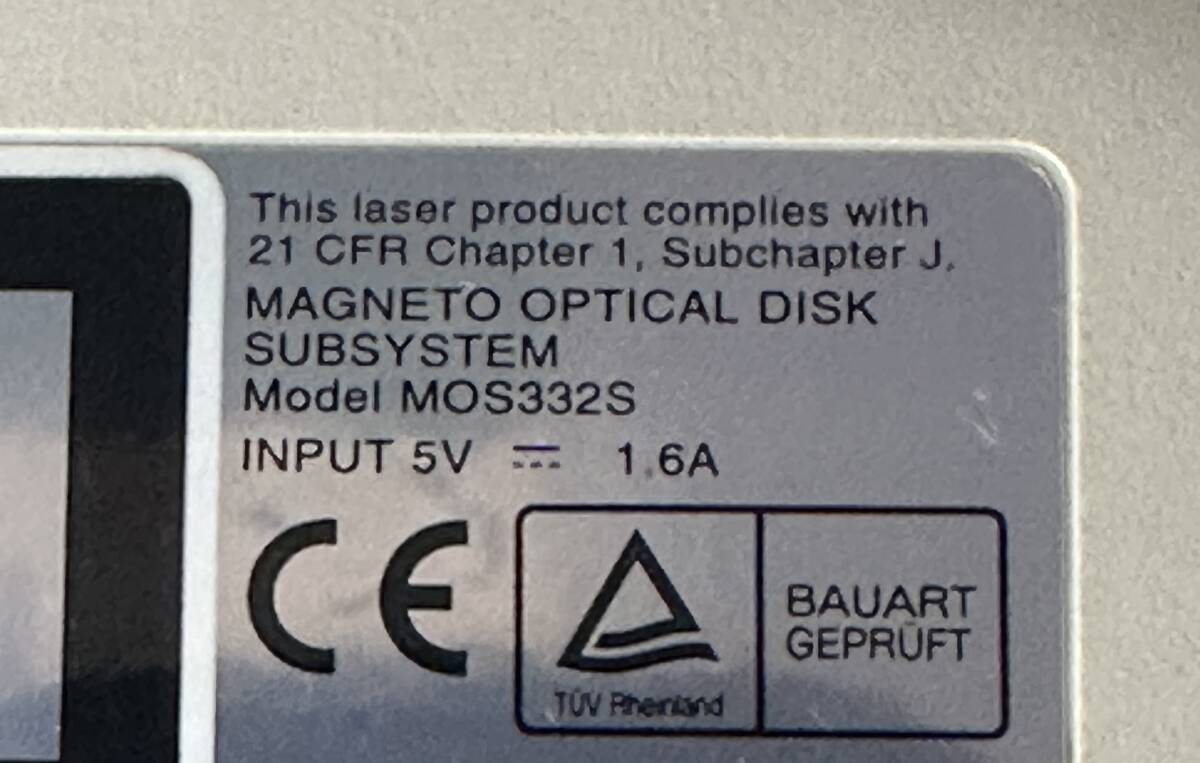 This laser product complies with
21 CFR Chapter 1, Subchapter J.
MAGNETO OPTICAL DISK
SUBSYSTEM
Model MOS332S
INPUT 5V ⎓ 1.6A
CE
TÜV Rheinland
BAUART
GEPRÜFT